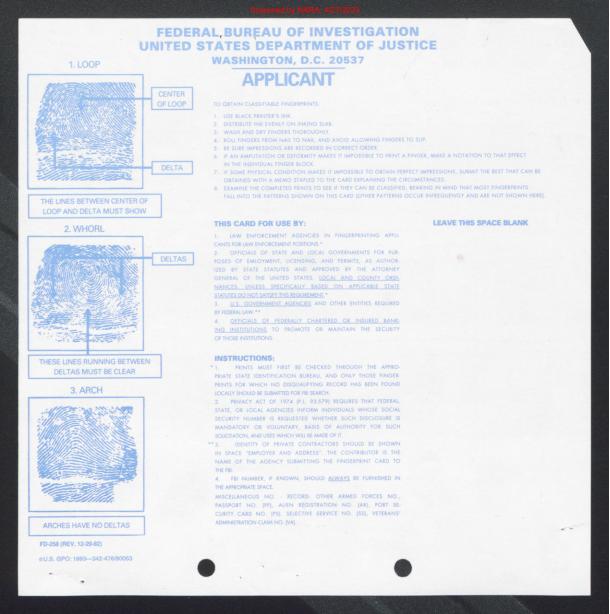 FEDERAL BUREAU OF INVESTIGATION
UNITED STATES DEPARTMENT OF JUSTICE
WASHINGTON, D.C. 20537
APPLICANT
1. LOOP
CENTER
OF LOOP
DELTA
THE LINES BETWEEN CENTER OF
LOOP AND DELTA MUST SHOW
2. WHORL
DELTAS
THESE LINES RUNNING BETWEEN
DELTAS MUST BE CLEAR
3. ARCH
ARCHES HAVE NO DELTAS
FD-258 (REV. 12-29-82)
TO OBTAIN CLASSIFIABLE FINGERPRINTS
1. USE BLACK PRINTER'S INK.
2. DISTRIBUTE INK EVENLY ON INKING SLAB.
3. WASH AND DRY FINGERS THOROUGHLY.
4. ROLL FINGERS FROM NAIL TO NAIL, AND AVOID ALLOWING FINGERS TO SLIP.
5. BE SURE IMPRESSIONS ARE RECORDED IN CORRECT ORDER.
6. IF AN AMPUTATION OR DEFORMITY MAKES IT IMPOSSIBLE TO PRINT A FINGER, MAKE A NOTATION TO THAT EFFECT
IN THE INDIVIDUAL FINGER BLOCK.
7. IF SOME PHYSICAL CONDITION MAKES IT IMPOSSIBLE TO OBTAIN PERFECT IMPRESSIONS, SUBMIT THE BEST THAT CAN BE
OBTAINED WITH A MEMO STAPLED TO THE CARD EXPLAINING THE CIRCUMSTANCES.
8. EXAMINE THE COMPLETED PRINTS TO SEE IF THEY CAN BE CLASSIFIED, BEARING IN MIND THAT MOST FINGERPRINTS
FALL INTO THE PATTERNS SHOWN ON THIS CARD (OTHER PATTERNS OCCUR INFREQUENTLY AND ARE NOT SHOWN HERE).
THIS CARD FOR USE BY:
1. LAW ENFORCEMENT AGENCIES IN FINGERPRINTING APPLI-
CANTS FOR LAW ENFORCEMENT POSITIONS.*
2. OFFICIALS OF STATE AND LOCAL GOVERNMENTS FOR PUR-
POSES OF EMPLOYMENT, LICENSING, AND PERMITS, AS AUTHOR-
IZED BY STATE STATUTES AND APPROVED BY THE ATTORNEY
GENERAL OF THE UNITED STATES. LOCAL AND COUNTY ORDI-
NANCES, UNLESS SPECIFICALLY BASED ON APPLICABLE STATE
STATUTES DO NOT SATISFY THIS REQUIREMENT.*
3. U.S. GOVERNMENT AGENCIES AND OTHER ENTITIES REQUIRED
BY FEDERAL LAW.**
4. OFFICIALS OF FEDERALLY CHARTERED OR INSURED BANK-
ING INSTITUTIONS TO PROMOTE OR MAINTAIN THE SECURITY
OF THOSE INSTITUTIONS.
LEAVE THIS SPACE BLANK
INSTRUCTIONS:
*1. PRINTS MUST FIRST BE CHECKED THROUGH THE APPRO-
PRIATE STATE IDENTIFICATION BUREAU, AND ONLY THOSE FINGER-
PRINTS FOR WHICH NO DISQUALIFYING RECORD HAS BEEN FOUND
LOCALLY SHOULD BE SUBMITTED FOR FBI SEARCH.
2. PRIVACY ACT OF 1974 (P.L. 93-579) REQUIRES THAT FEDERAL,
STATE, OR LOCAL AGENCIES INFORM INDIVIDUALS WHOSE SOCIAL
SECURITY NUMBER IS REQUESTED WHETHER SUCH DISCLOSURE IS
MANDATORY OR VOLUNTARY, BASIS OF AUTHORITY FOR SUCH
SOLICITATION, AND USES WHICH WILL BE MADE OF IT.
**3. IDENTITY OF PRIVATE CONTRACTORS SHOULD BE SHOWN
IN SPACE "EMPLOYER AND ADDRESS". THE CONTRIBUTOR IS THE
NAME OF THE AGENCY SUBMITTING THE FINGERPRINT CARD TO
THE FBI.
4. FBI NUMBER, IF KNOWN, SHOULD ALWAYS BE FURNISHED IN
THE APPROPRIATE SPACE.
MISCELLANEOUS NO. - RECORD: OTHER ARMED FORCES NO.,
PASSPORT NO. (PP), ALIEN REGISTRATION NO. (AR), PORT SE-
CURITY CARD NO. (PS), SELECTIVE SERVICE NO. (SS), VETERANS'
ADMINISTRATION CLAIM NO. (VA).